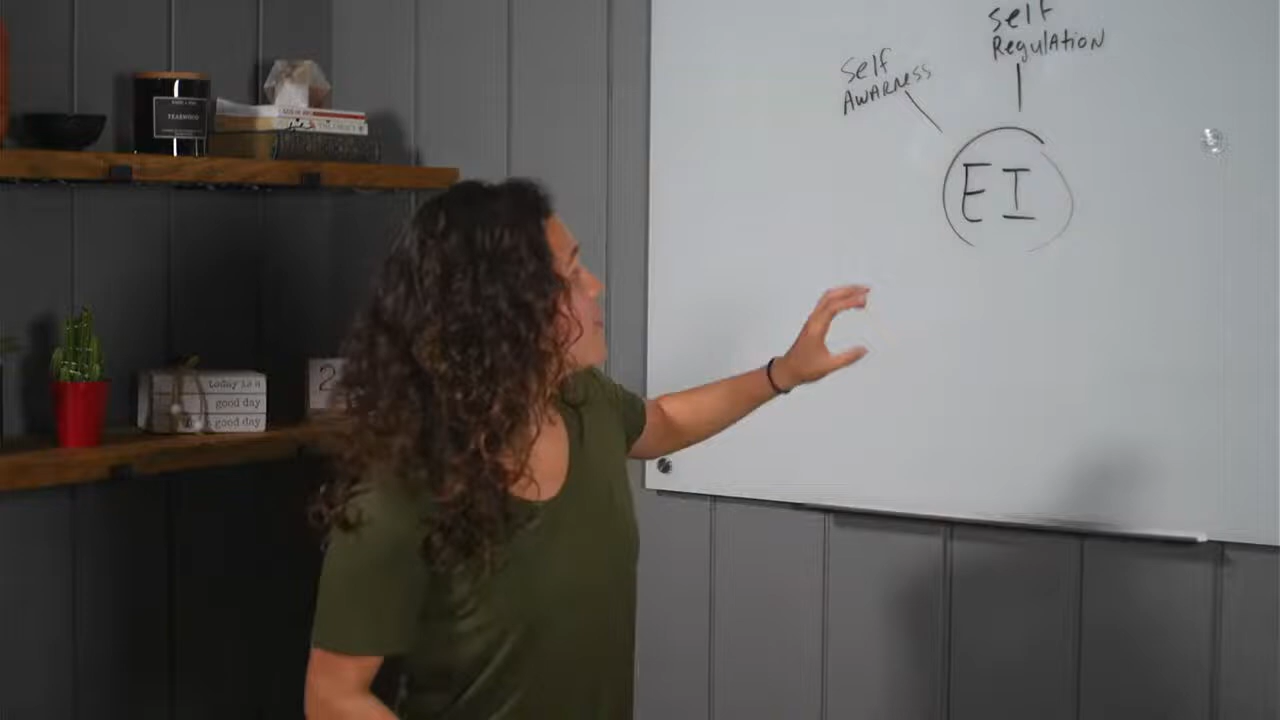 Self
Regulation
Self
AWARNESS
EI
TEAKWOOD
today is a
good day
a good day
2